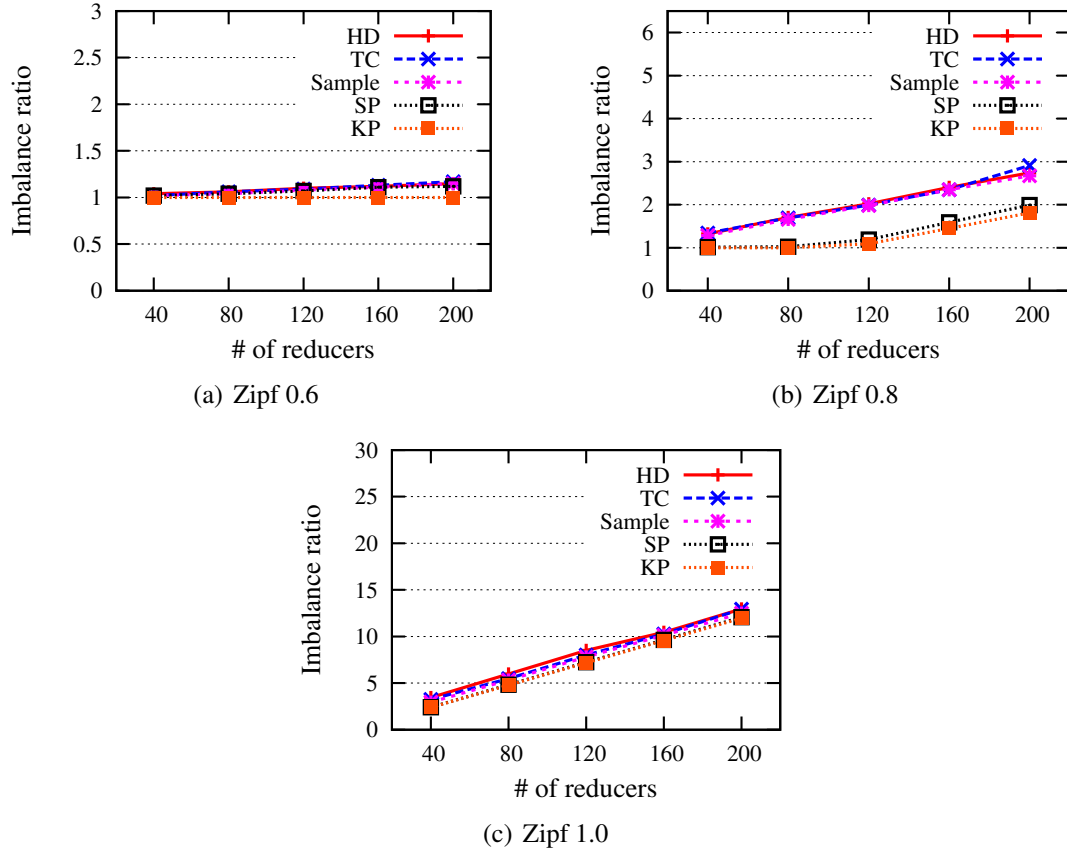 Imbalance ratio
3
2.5
2
1.5
1
0.5
0
HD
TC
Sample
SP
KP
40 80 120 160 200
# of reducers
(a) Zipf 0.6
Imbalance ratio
6
5
4
3
2
1
0
HD
TC
Sample
SP
KP
40 80 120 160 200
# of reducers
(b) Zipf 0.8
Imbalance ratio
30
25
20
15
10
5
0
HD
TC
Sample
SP
KP
40 80 120 160 200
# of reducers
(c) Zipf 1.0